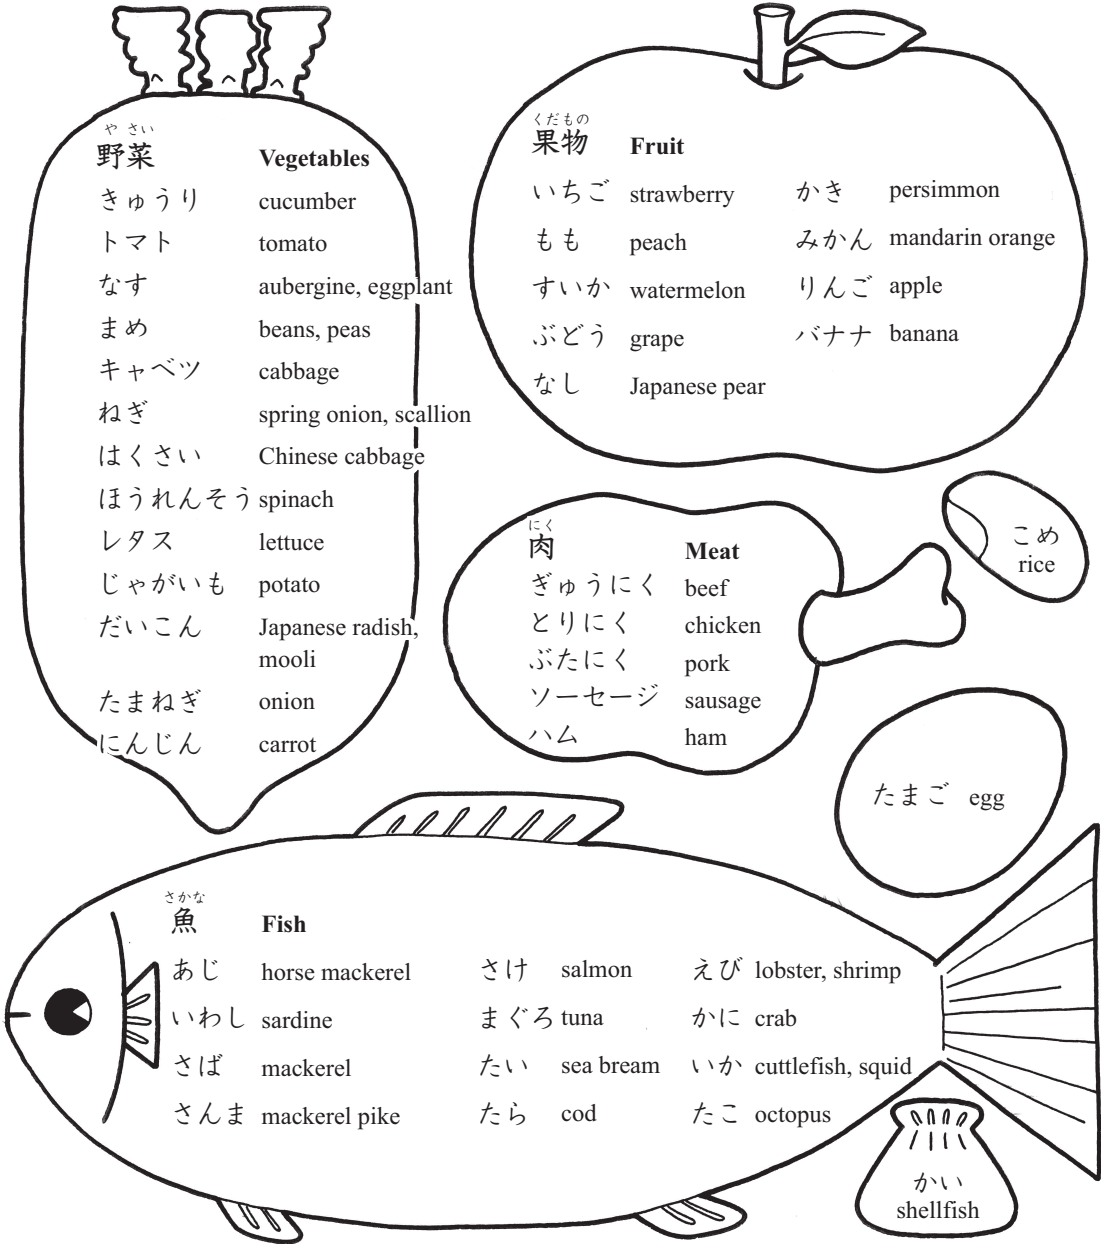 や さい
野菜 Vegetables
きゅうり cucumber
トマト tomato
なす aubergine, eggplant
まめ beans, peas
キャベツ cabbage
ねぎ spring onion, scallion
はくさい Chinese cabbage
ほうれんそう spinach
レタス lettuce
じゃがいも potato
だいこん Japanese radish,
mooli
たまねぎ onion
にんじん carrot
くだもの
果物 Fruit
いちご strawberry かき persimmon
もも peach みかん mandarin orange
すいか watermelon りんご apple
ぶどう grape バナナ banana
なし Japanese pear
にく
肉 Meat
ぎゅうにく beef
とりにく chicken
ぶたにく pork
ソーセージ sausage
ハム ham
こめ
rice
たまご egg
さかな
魚 Fish
あじ horse mackerel さけ salmon えび lobster, shrimp
いわし sardine まぐろ tuna かに crab
さば mackerel たい sea bream いか cuttlefish, squid
さんま mackerel pike たら cod たこ octopus
かい
shellfish